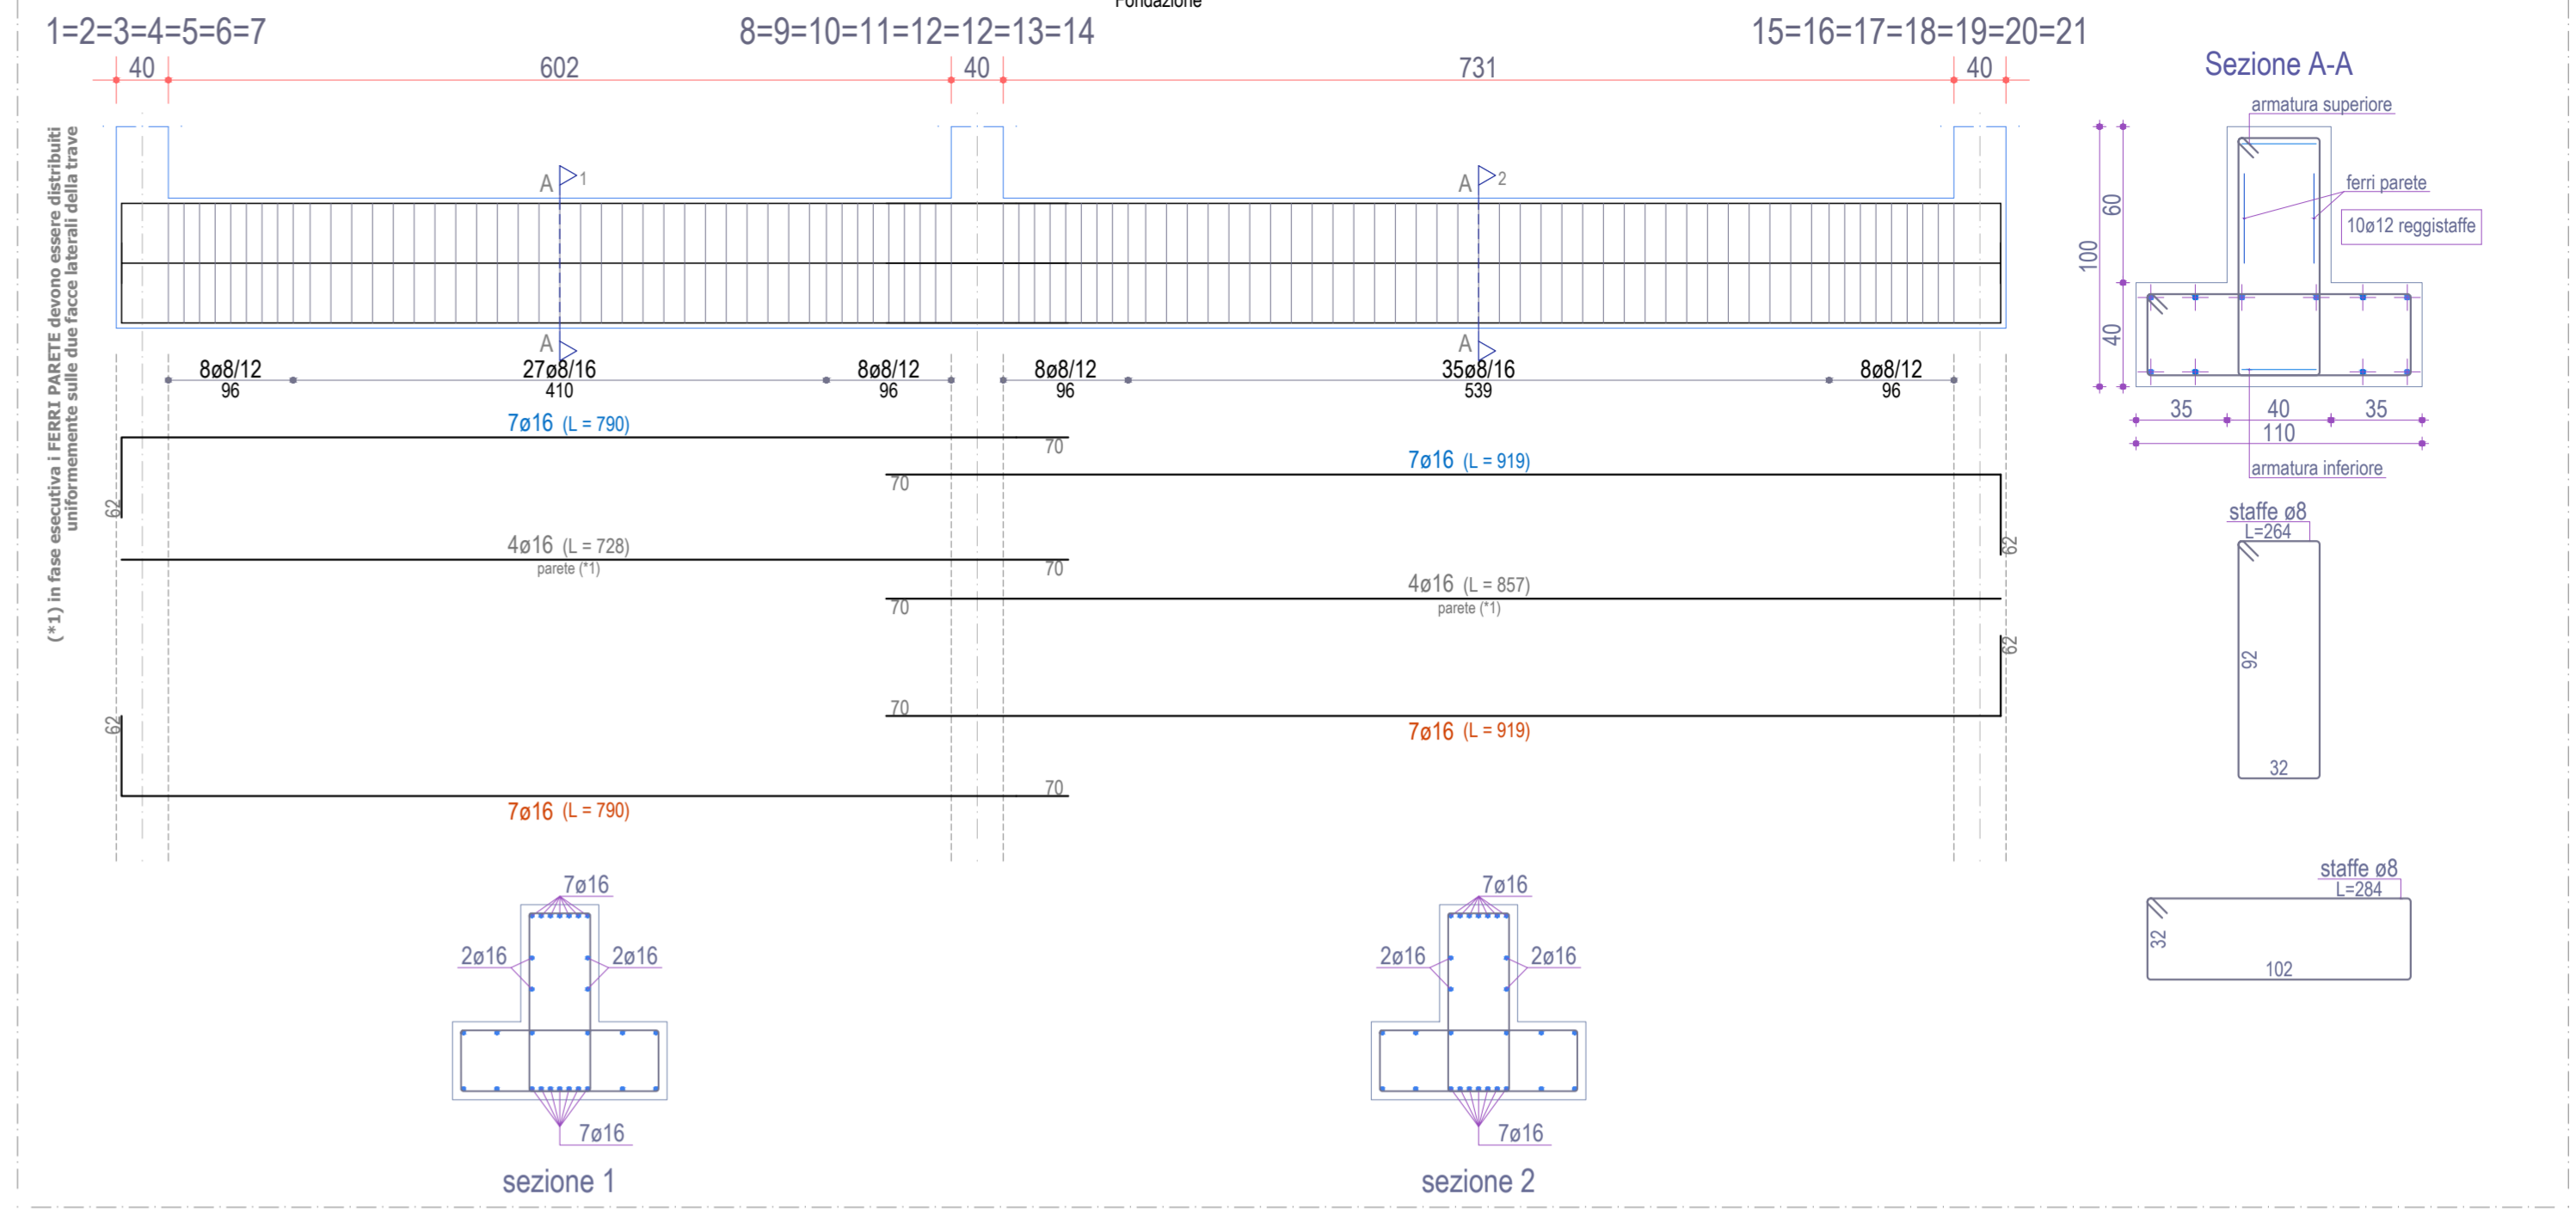 Fondazione
1=2=3=4=5=6=7
8=9=10=11=12=12=13=14
15=16=17=18=19=20=21
40
602
40
731
40
(*1) in fase esecutiva i FERRI PARETE devono essere distribuiti
uniformemente sulle due facce laterali della trave
A
1
A
2
A
A
8ø8/12
96
27ø8/16
410
8ø8/12
96
8ø8/12
96
35ø8/16
539
8ø8/12
96
7ø16 (L = 790)
70
62
7ø16 (L = 919)
70
62
4ø16 (L = 728)
parete (*1)
70
4ø16 (L = 857)
parete (*1)
70
62
70
7ø16 (L = 919)
62
70
7ø16 (L = 790)
7ø16
2ø16
2ø16
7ø16
sezione 1
7ø16
2ø16
2ø16
7ø16
sezione 2
Sezione A-A
armatura superiore
ferri parete
10ø12 reggistaffe
60
100
40
35
40
35
110
armatura inferiore
staffe ø8
L=264
92
32
staffe ø8
L=284
32
102